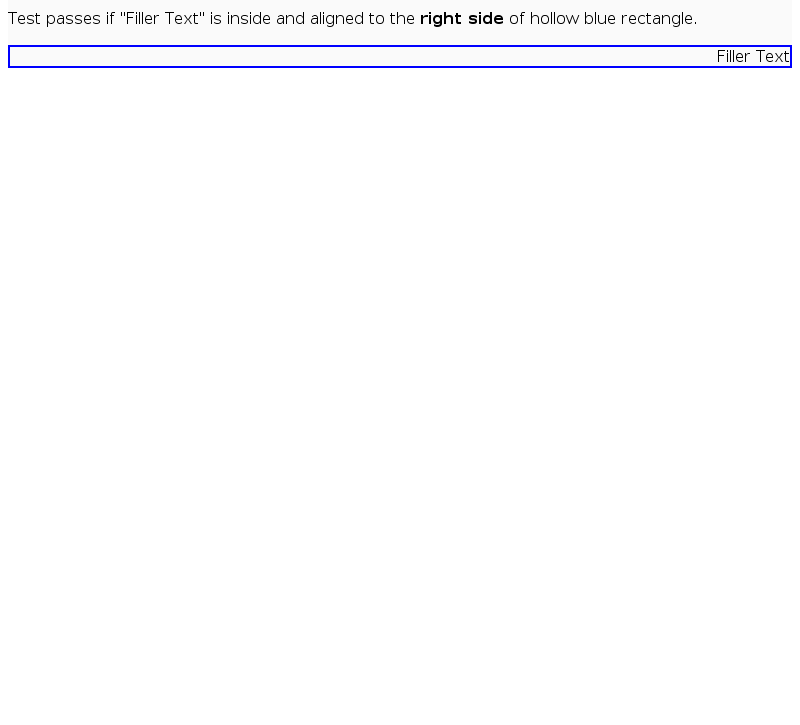 Test passes if "Filler Text" is inside and aligned to the right side of hollow blue rectangle.
Filler Text